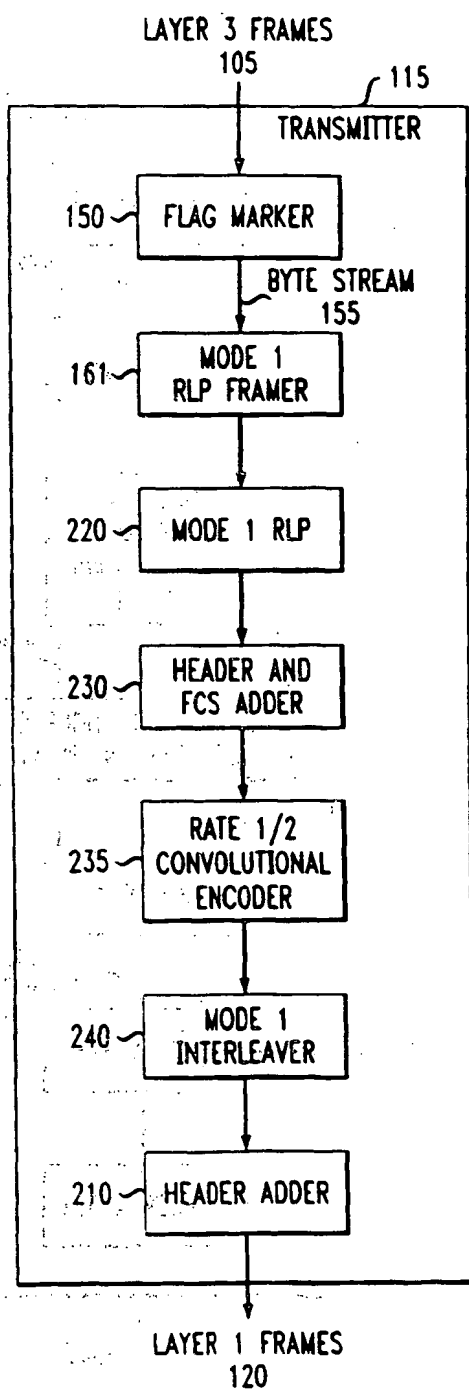 LAYER 3 FRAMES
105
115
TRANSMITTER
150
FLAG MARKER
BYTE STREAM
155
161
MODE 1
RLP FRAMER
220
MODE 1 RLP
230
HEADER AND
FCS ADDER
235
RATE 1/2
CONVOLUTIONAL
ENCODER
240
MODE 1
INTERLEAVER
210
HEADER ADDER
LAYER 1 FRAMES
120